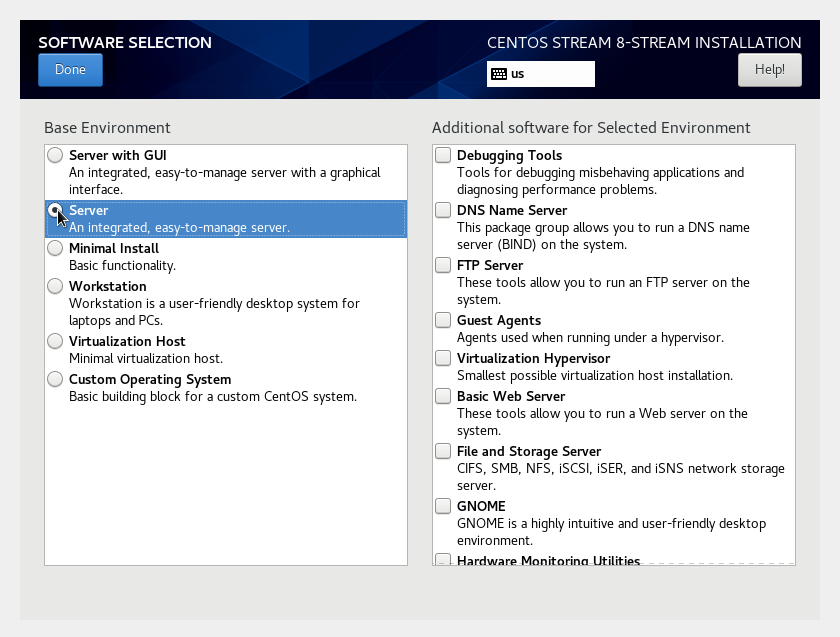 SOFTWARE SELECTION
CENTOS STREAM 8-STREAM INSTALLATION
Done
us
Help!
Base Environment
Server with GUI
An integrated, easy-to-manage server with a graphical
interface.
Server
An integrated, easy-to-manage server.
Minimal Install
Basic functionality.
Workstation
Workstation is a user-friendly desktop system for
laptops and PCs.
Virtualization Host
Minimal virtualization host.
Custom Operating System
Basic building block for a custom CentOS system.
Additional software for Selected Environment
Debugging Tools
Tools for debugging misbehaving applications and
diagnosing performance problems.
DNS Name Server
This package group allows you to run a DNS name
server (BIND) on the system.
FTP Server
These tools allow you to run an FTP server on the
system.
Guest Agents
Agents used when running under a hypervisor.
Virtualization Hypervisor
Smallest possible virtualization host installation.
Basic Web Server
These tools allow you to run a Web server on the
system.
File and Storage Server
CIFS, SMB, NFS, iSCSI, iSER, and iSNS network storage
server.
GNOME
GNOME is a highly intuitive and user-friendly desktop
environment.
Hardware Monitoring Utilities